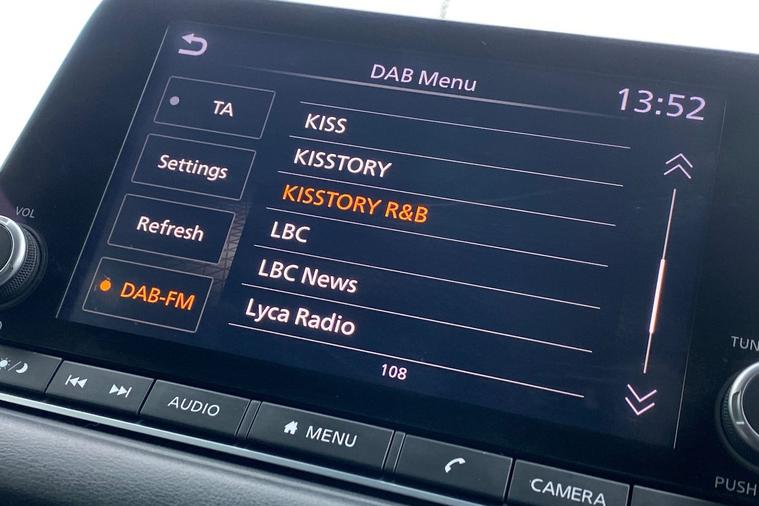 DAB Menu
13:52
TA
Settings
Refresh
DAB-FM
KISS
KISSTORY
KISSTORY R&B
LBC
LBC News
Lyca Radio
108
VOL
TUN
PUSH
AUDIO
MENU
CAMERA